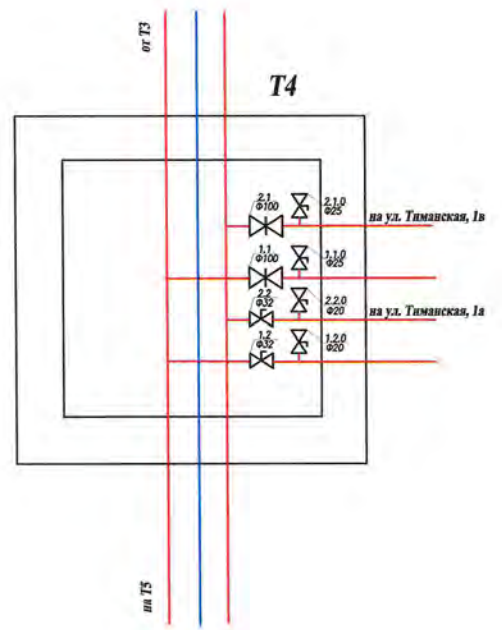 от Т3
Т4
2.1
Ф100
2.1.0
Ф25
на ул. Тиманская, 1в
1.1
Ф100
1.1.0
Ф25
2.2
Ф32
2.2.0
Ф20
на ул. Тиманская, 1а
1.2
Ф32
1.2.0
Ф20
на Т5